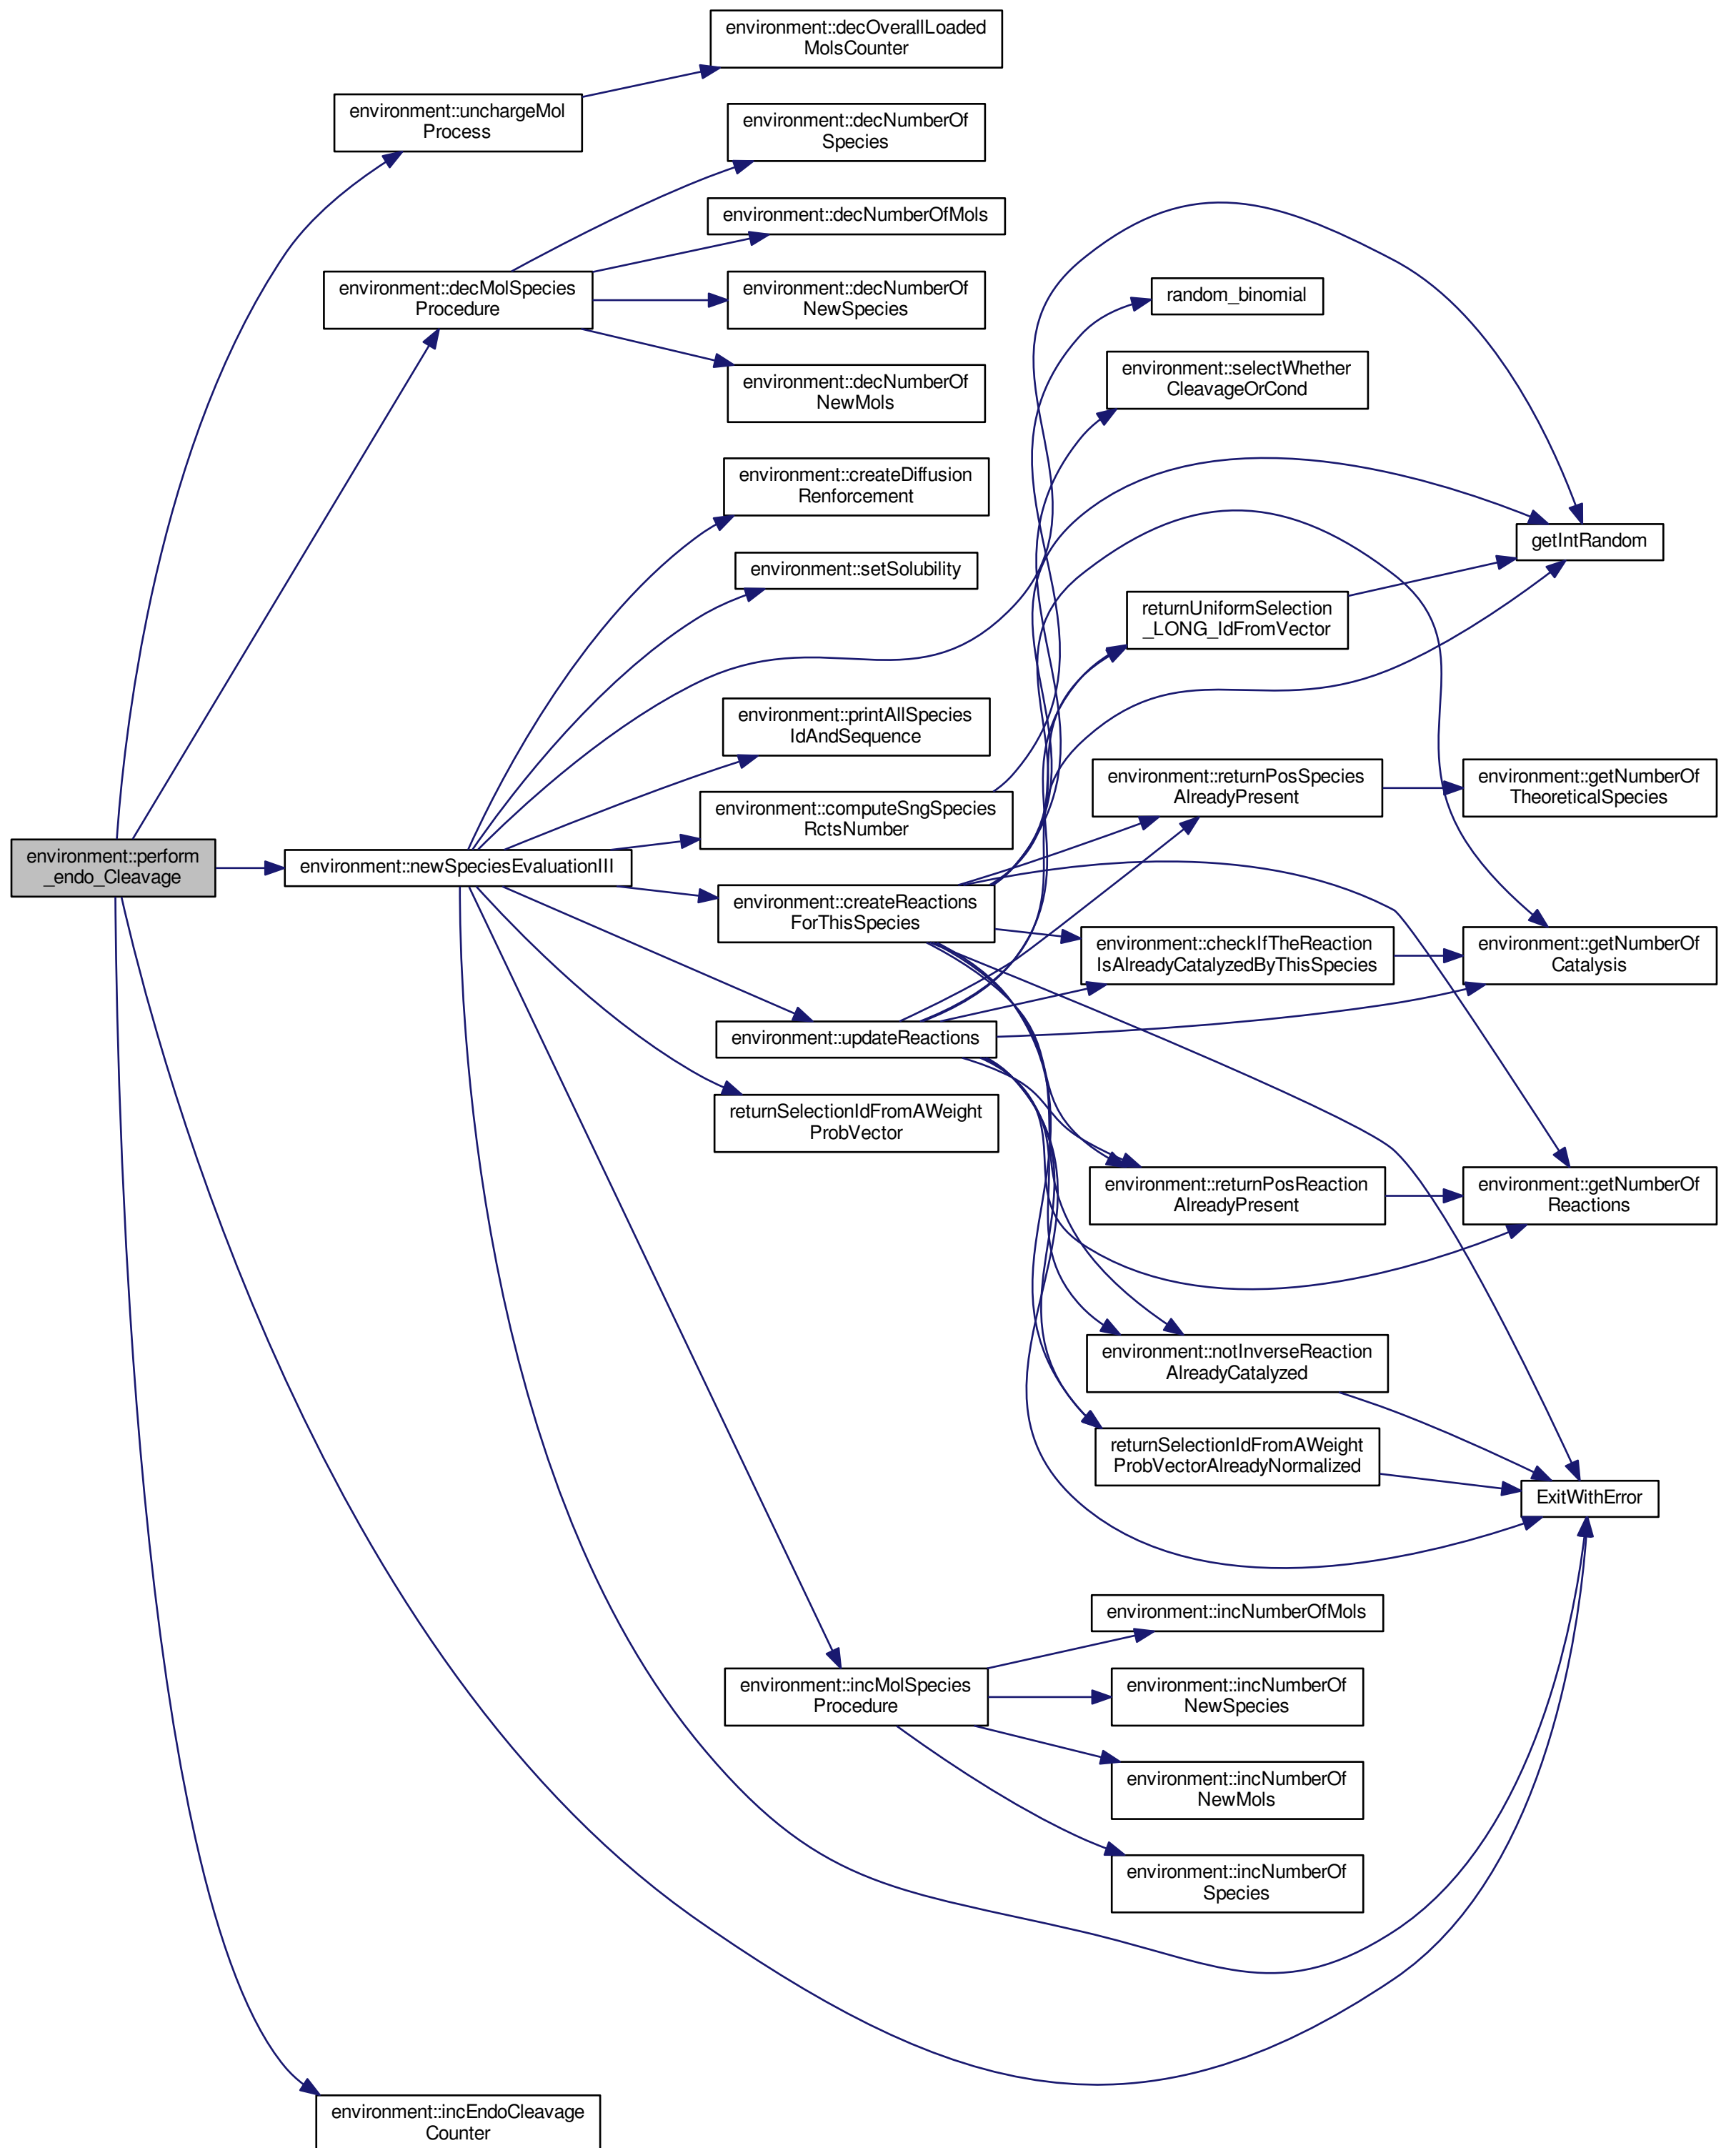 environment::decOverallLoaded
MolsCounter
environment::unchargeMol
Process
environment::decNumberOf
Species
environment::decNumberOfMols
environment::decMolSpecies
Procedure
environment::decNumberOf
NewSpecies
random_binomial
environment::decNumberOf
NewMols
environment::selectWhether
CleavageOrCond
environment::createDiffusion
Renforcement
getIntRandom
environment::setSolubility
returnUniformSelection
_LONG_IdFromVector
environment::printAllSpecies
IdAndSequence
environment::returnPosSpecies
AlreadyPresent
environment::getNumberOf
TheoreticalSpecies
environment::computeSngSpecies
RctsNumber
environment::perform
_endo_Cleavage
environment::newSpeciesEvaluationIII
environment::createReactions
ForThisSpecies
environment::checkIfTheReaction
IsAlreadyCatalyzedByThisSpecies
environment::getNumberOf
Catalysis
environment::updateReactions
returnSelectionIdFromAWeight
ProbVector
environment::returnPosReaction
AlreadyPresent
environment::getNumberOf
Reactions
environment::notInverseReaction
AlreadyCatalyzed
returnSelectionIdFromAWeight
ProbVectorAlreadyNormalized
ExitWithError
environment::incNumberOfMols
environment::incMolSpecies
Procedure
environment::incNumberOf
NewSpecies
environment::incNumberOf
NewMols
environment::incNumberOf
Species
environment::incEndoCleavage
Counter